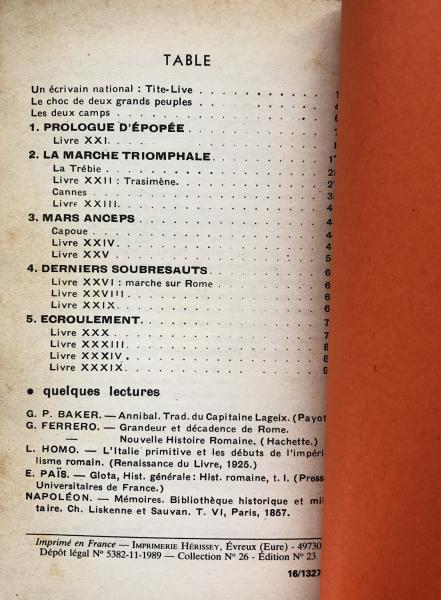 TABLE
Un écrivain national : Tite-Live
Le choc de deux grands peuples
Les deux camps
1. PROLOGUE D'ÉPOPÉE
Livre XXI.
2. LA MARCHE TRIOMPHALE
La Trébie
Livre XXII : Trasimène.
Cannes
Livre XXIII.
3. MARS ANCEPS
Capoue
Livre XXIV.
Livre XXV
4. DERNIERS SOUBRESAUTS
Livre XXVI : marche sur Rome
Livre XXVIII
Livre XXIX.
5. ECROULEMENT.
Livre XXX
Livre XXXIII.
Livre XXXIV.
Livre XXXIX.
• quelques lectures
G. P. BAKER. — Annibal. Trad. du Capitaine Lageix. (Payot
G. FERRERO. — Grandeur et décadence de Rome.
— Nouvelle Histoire Romaine. (Hachette.)
L. HOMO. — L'Italie primitive et les débuts de l'impéri
lisme romain. (Renaissance du Livre, 1925.)
E. PAÏS. — Glota, Hist. générale : Hist. romaine, t. I. (Press
Universitaires de France.)
NAPOLÉON. — Mémoires. Bibliothèque historique et mil
taire. Ch. Liskenne et Sauvan. T. VI, Paris, 1857.
Imprimé en France — IMPRIMERIE HÉRISSEY, Évreux (Eure) - 49730
Dépôt légal N° 5382-11-1989 — Collection N° 26 - Édition N° 23
16/1327